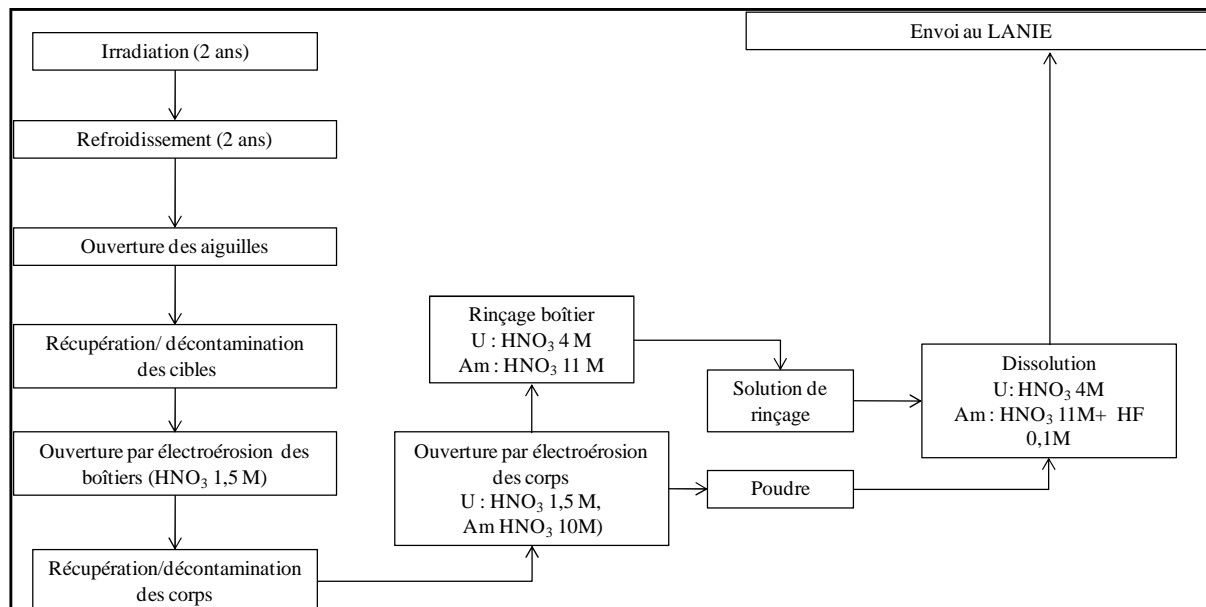 Irradiation (2 ans)
Refroidissement (2 ans)
Ouverture des aiguilles
Récupération/ décontamination
des cibles
Ouverture par électroérosion des
boîtiers (HNO₃ 1,5 M)
Récupération/décontamination
des corps
Rinçage boîtier
U : HNO₃ 4 M
Am : HNO₃ 11 M
Ouverture par électroérosion
des corps
U : HNO₃ 1,5 M,
Am HNO₃ 10M)
Solution de
rinçage
Poudre
Dissolution
U: HNO₃ 4M
Am : HNO₃ 11M+ HF
0,1M
Envoi au LANIE